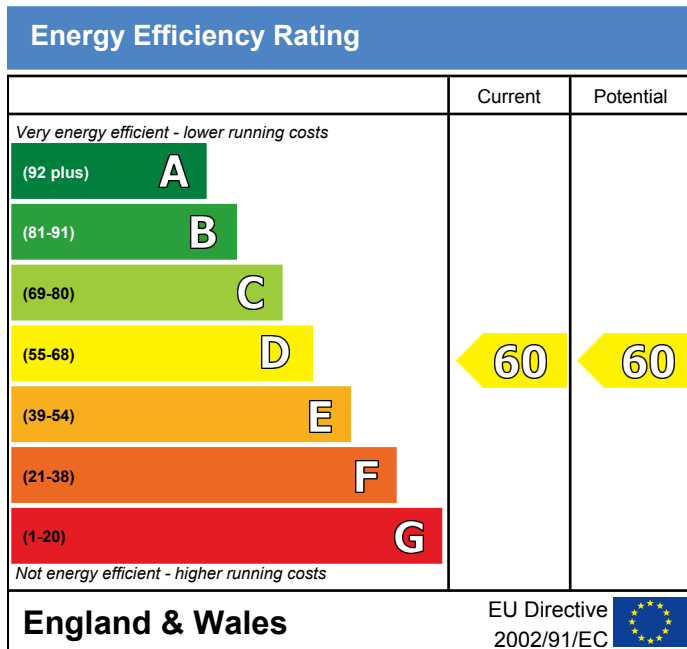 Energy Efficiency Rating
Current Potential
Very energy efficient - lower running costs
(92 plus) A
(81-91) B
(69-80) C
(55-68) D 60 60
(39-54) E
(21-38) F
(1-20) G
Not energy efficient - higher running costs
England & Wales
EU Directive
2002/91/EC